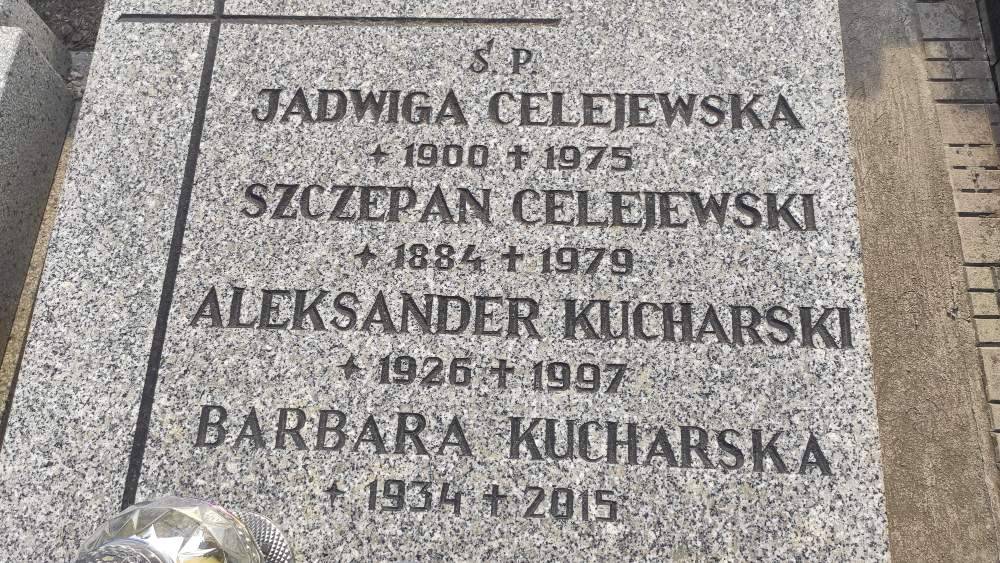 Ś. P.
JADWIGA CELEJEWSKA
✦ 1900 ✝ 1975
SZCZEPAN CELEJEWSKI
✦ 1884 ✝ 1979
ALEKSANDER KUCHARSKI
✦ 1926 ✝ 1997
BARBARA KUCHARSKA
✦ 1934 ✝ 2015